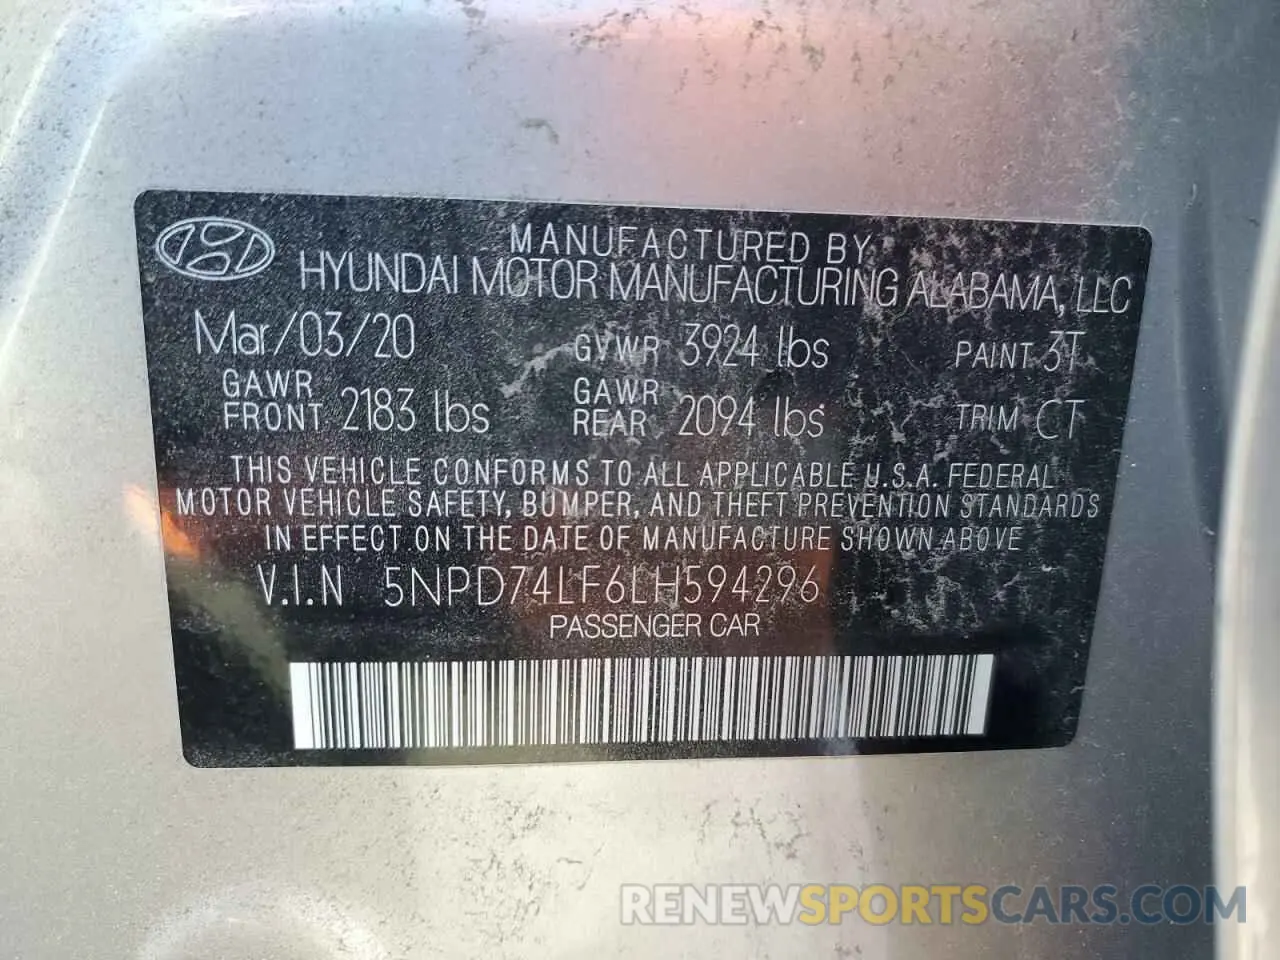 MANUFACTURED BY
HYUNDAI MOTOR MANUFACTURING ALABAMA, LLC
Mar/03/20 GVWR 3924 lbs PAINT 3T
GAWR FRONT 2183 lbs GAWR REAR 2094 lbs TRIM CT
THIS VEHICLE CONFORMS TO ALL APPLICABLE U.S.A. FEDERAL
MOTOR VEHICLE SAFETY, BUMPER, AND THEFT PREVENTION STANDARDS
IN EFFECT ON THE DATE OF MANUFACTURE SHOWN ABOVE
V.I.N 5NPD74LF6LH594296
PASSENGER CAR
RENEWSPORTSCARS.COM